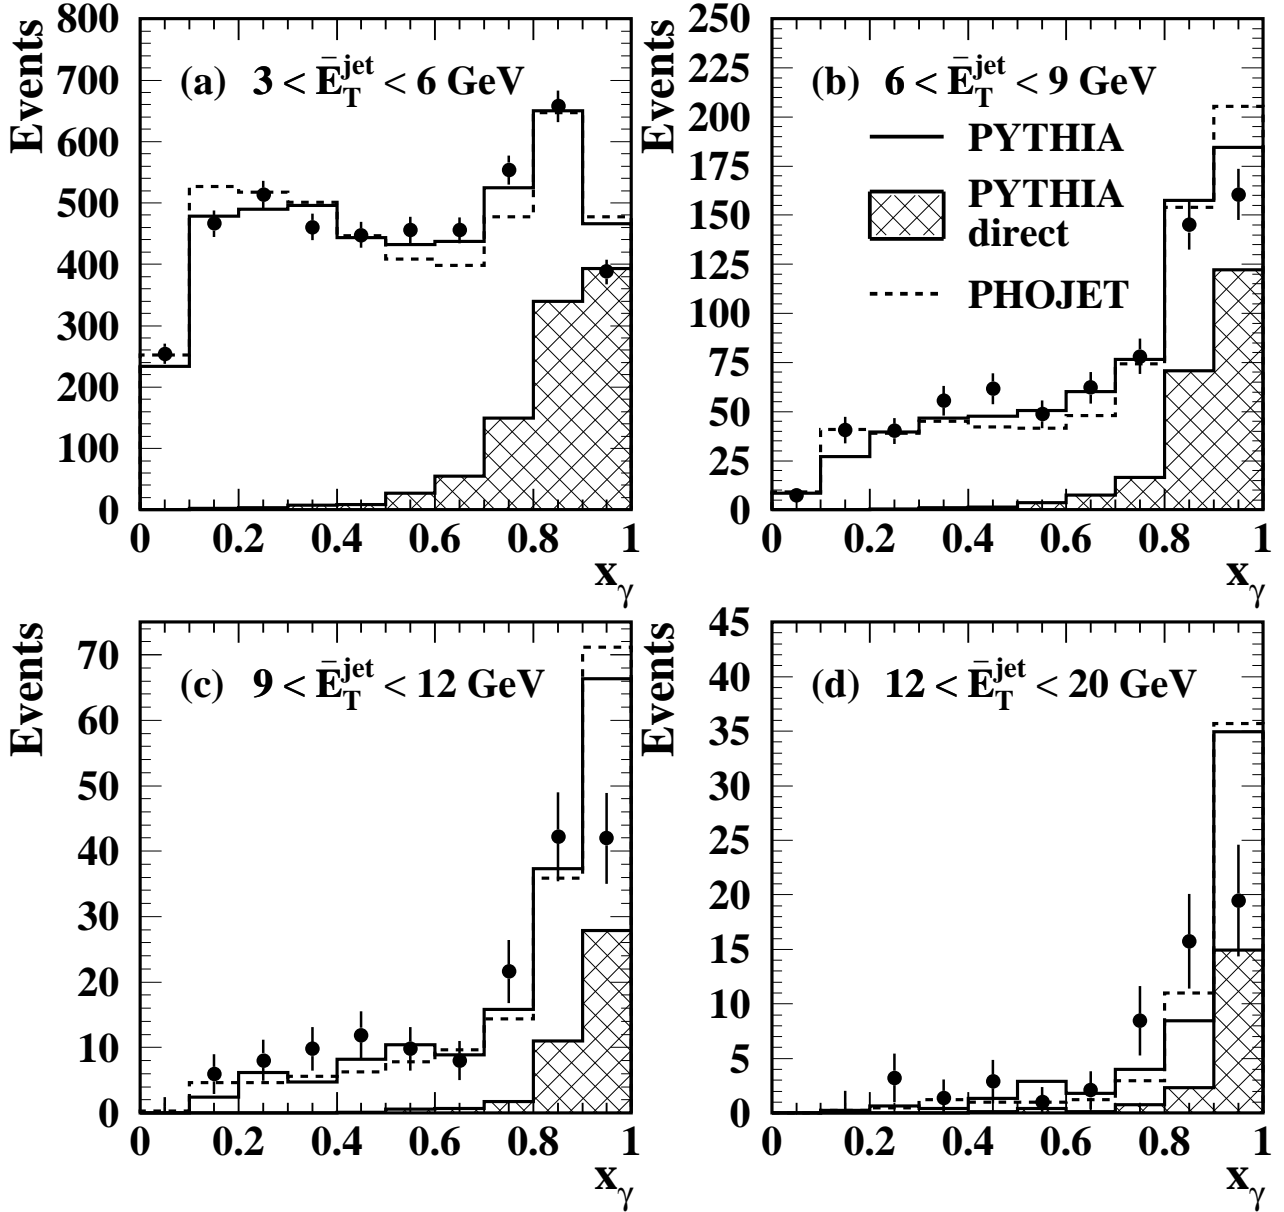 Events
800
700
600
500
400
300
200
100
0
(a) 3 < Ē_T^jet < 6 GeV
0 0.2 0.4 0.6 0.8 1
x_γ
Events
250
225
200
175
150
125
100
75
50
25
0
(b) 6 < Ē_T^jet < 9 GeV
PYTHIA
PYTHIA
direct
PHOJET
0 0.2 0.4 0.6 0.8 1
x_γ
Events
70
60
50
40
30
20
10
0
(c) 9 < Ē_T^jet < 12 GeV
0 0.2 0.4 0.6 0.8 1
x_γ
Events
45
40
35
30
25
20
15
10
5
0
(d) 12 < Ē_T^jet < 20 GeV
0 0.2 0.4 0.6 0.8 1
x_γ